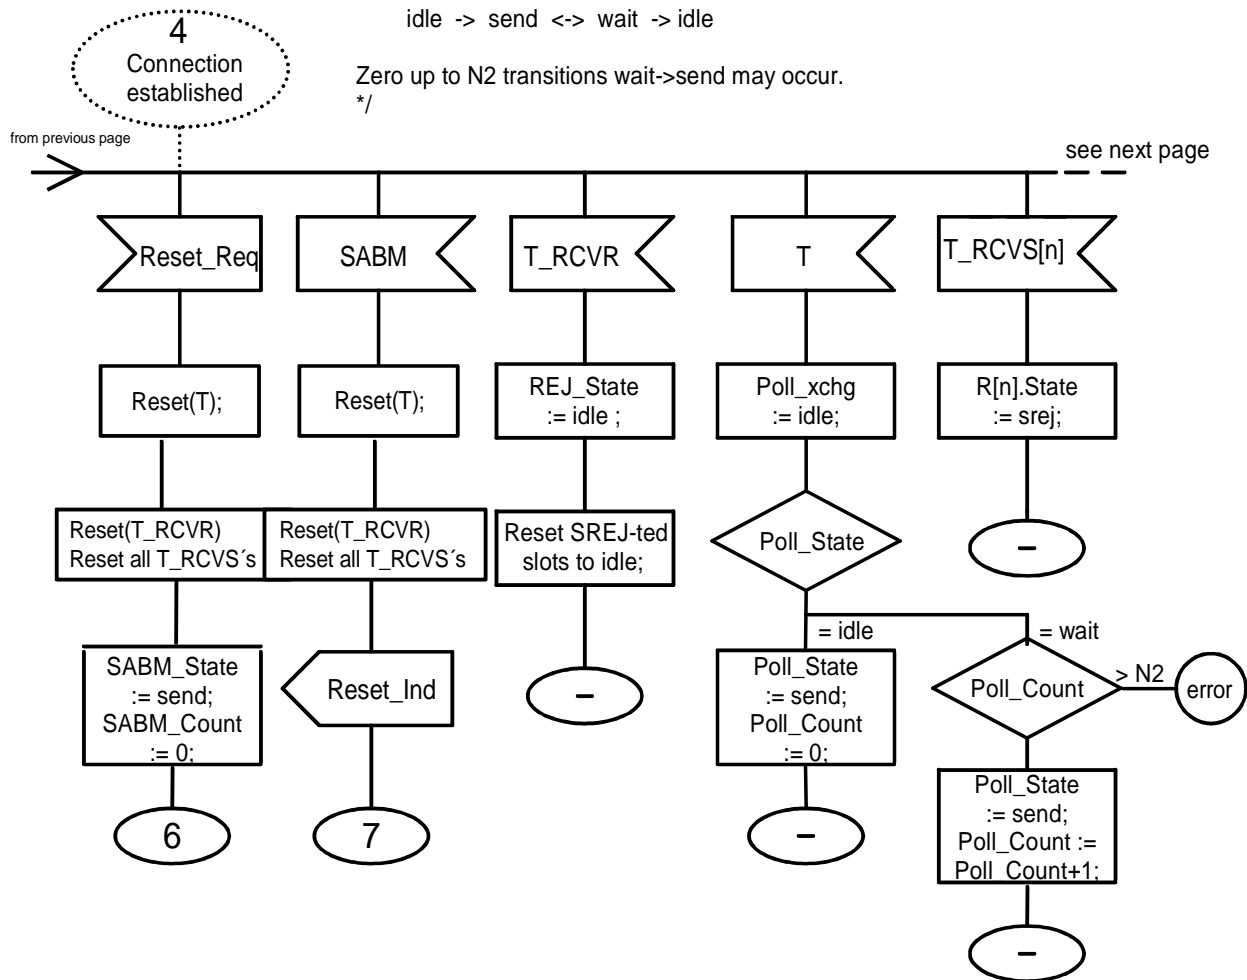 idle -> send <-> wait -> idle
4
Connection
established
Zero up to N2 transitions wait->send may occur.
*/
from previous page
see next page
Reset_Req
SABM
T_RCVR
T
T_RCVS[n]
Reset(T);
Reset(T);
REJ_State
:= idle ;
Poll_xchg
:= idle;
R[n].State
:= srej;
Reset(T_RCVR)
Reset all T_RCVS´s
Reset(T_RCVR)
Reset all T_RCVS´s
Reset SREJ-ted
slots to idle;
Poll_State
–
= idle
= wait
SABM_State
:= send;
SABM_Count
:= 0;
Reset_Ind
–
Poll_State
:= send;
Poll_Count
:= 0;
Poll_Count
> N2
error
6
7
–
Poll_State
:= send;
Poll_Count :=
Poll_Count+1;
–